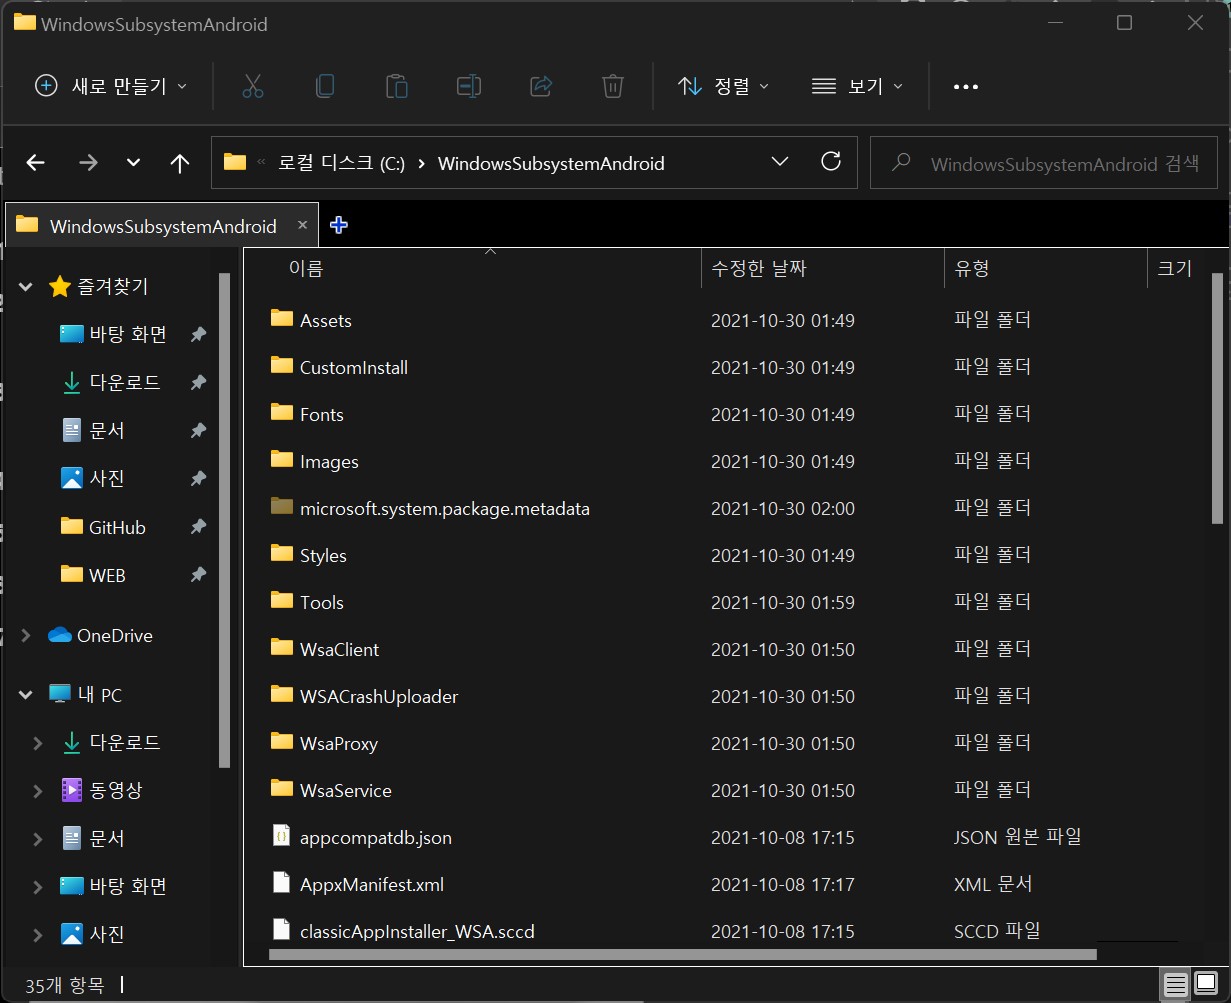 WindowsSubsystemAndroid
새로 만들기 정렬 보기
« 로컬 디스크 (C:) › WindowsSubsystemAndroid WindowsSubsystemAndroid 검색
WindowsSubsystemAndroid
즐겨찾기
바탕 화면
다운로드
문서
사진
GitHub
WEB
OneDrive
내 PC
다운로드
동영상
문서
바탕 화면
사진
이름 수정한 날짜 유형 크기
Assets 2021-10-30 01:49 파일 폴더
CustomInstall 2021-10-30 01:49 파일 폴더
Fonts 2021-10-30 01:49 파일 폴더
Images 2021-10-30 01:49 파일 폴더
microsoft.system.package.metadata 2021-10-30 02:00 파일 폴더
Styles 2021-10-30 01:49 파일 폴더
Tools 2021-10-30 01:59 파일 폴더
WsaClient 2021-10-30 01:50 파일 폴더
WSACrashUploader 2021-10-30 01:50 파일 폴더
WsaProxy 2021-10-30 01:50 파일 폴더
WsaService 2021-10-30 01:50 파일 폴더
appcompatdb.json 2021-10-08 17:15 JSON 원본 파일
AppxManifest.xml 2021-10-08 17:17 XML 문서
classicAppInstaller_WSA.sccd 2021-10-08 17:15 SCCD 파일
35개 항목